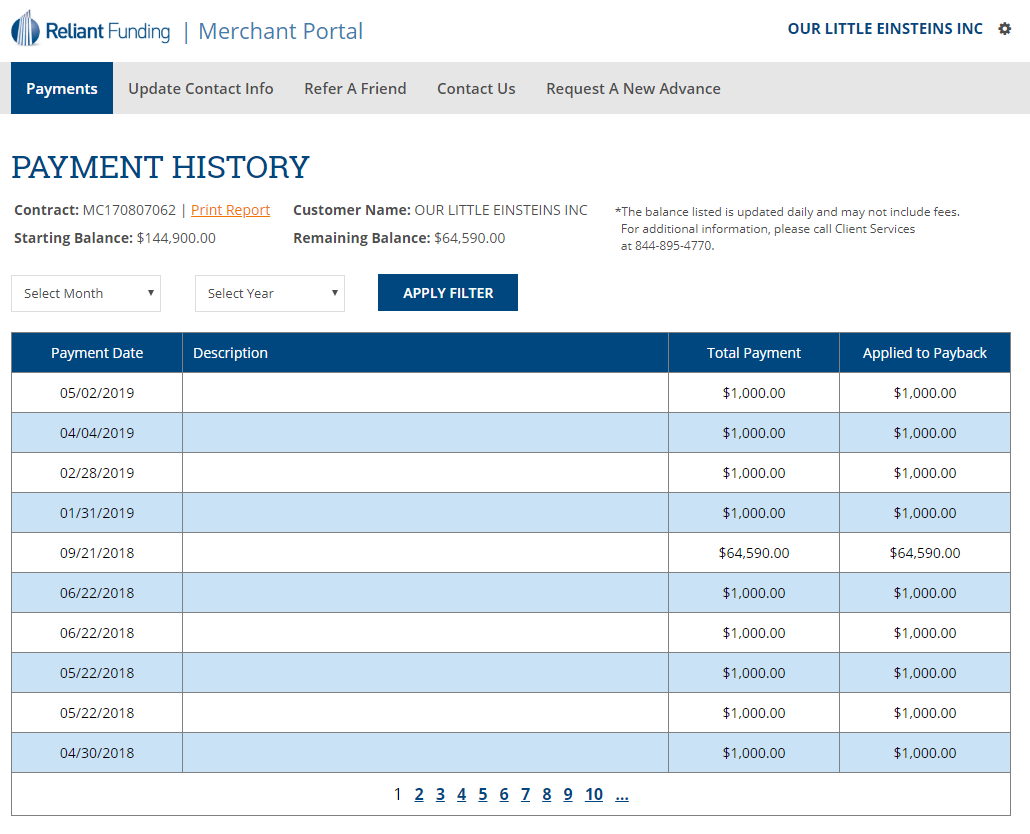 Reliant Funding | Merchant Portal
OUR LITTLE EINSTEINS INC
Payments Update Contact Info Refer A Friend Contact Us Request A New Advance
PAYMENT HISTORY
Contract: MC170807062 | Print Report Customer Name: OUR LITTLE EINSTEINS INC
Starting Balance: $144,900.00 Remaining Balance: $64,590.00
*The balance listed is updated daily and may not include fees.
For additional information, please call Client Services
at 844-895-4770.
Select Month Select Year APPLY FILTER
Payment Date Description Total Payment Applied to Payback
05/02/2019 $1,000.00 $1,000.00
04/04/2019 $1,000.00 $1,000.00
02/28/2019 $1,000.00 $1,000.00
01/31/2019 $1,000.00 $1,000.00
09/21/2018 $64,590.00 $64,590.00
06/22/2018 $1,000.00 $1,000.00
06/22/2018 $1,000.00 $1,000.00
05/22/2018 $1,000.00 $1,000.00
05/22/2018 $1,000.00 $1,000.00
04/30/2018 $1,000.00 $1,000.00
1 2 3 4 5 6 7 8 9 10 ...